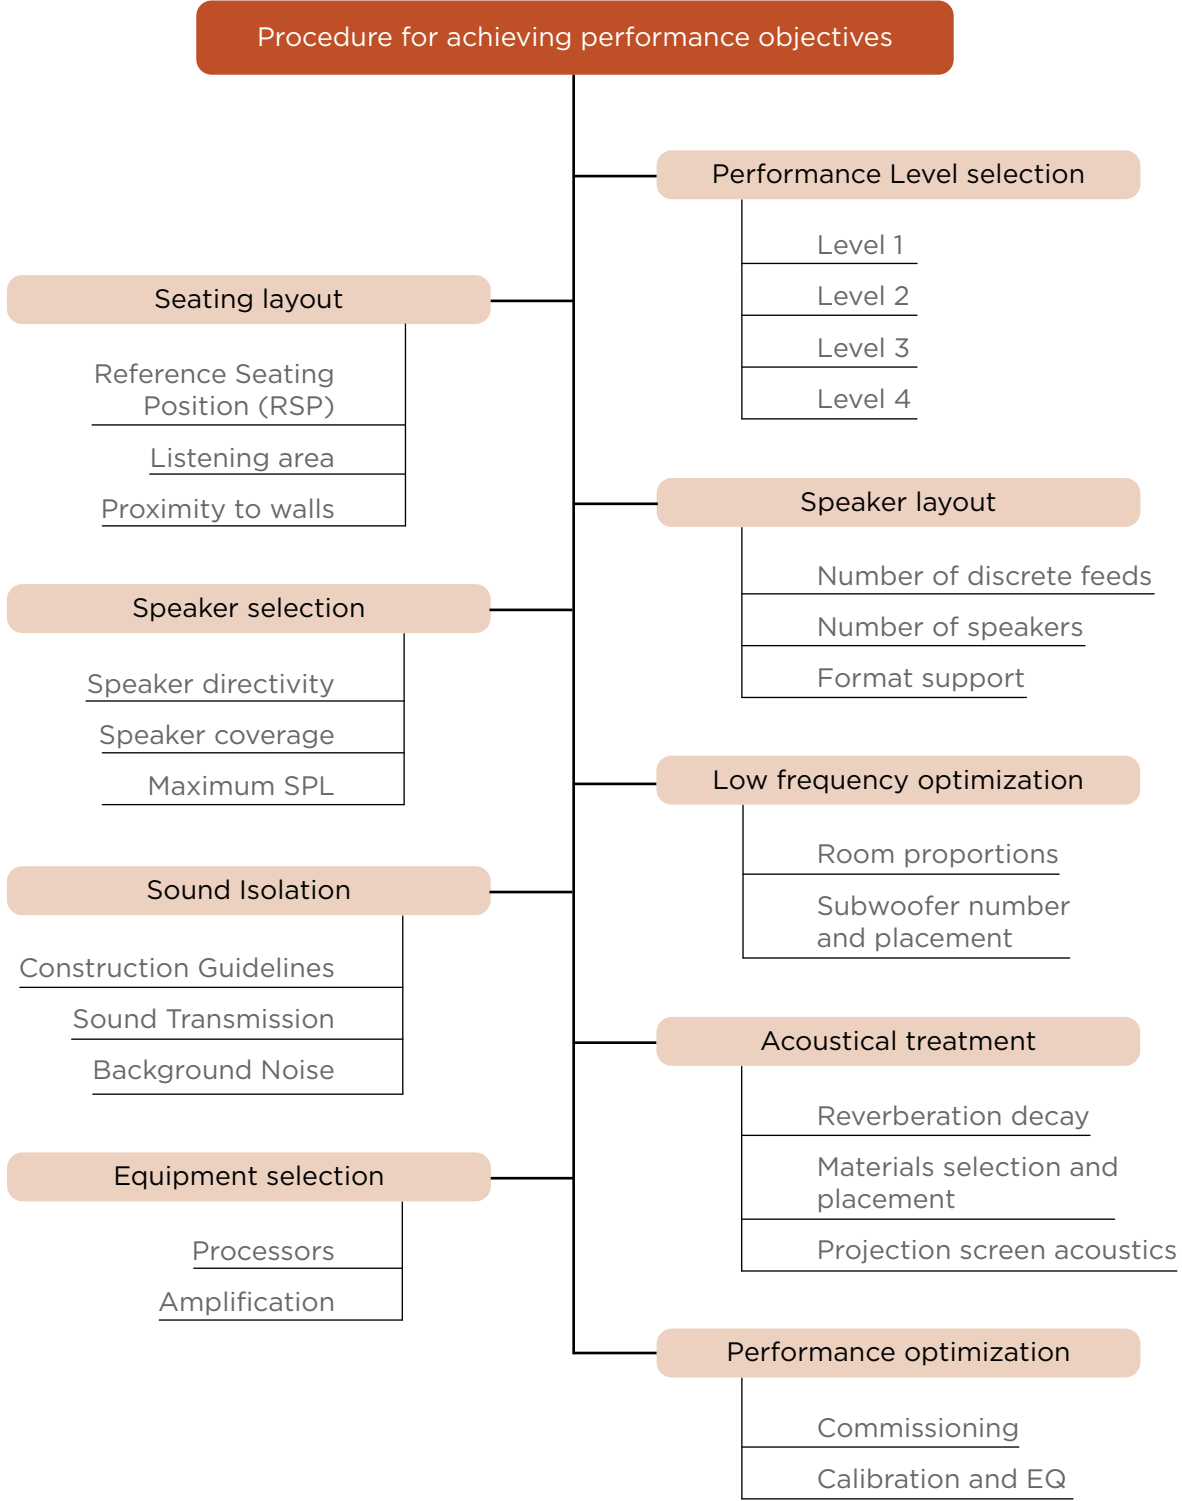 Procedure for achieving performance objectives
Performance Level selection
Level 1
Level 2
Level 3
Level 4
Seating layout
Reference Seating
Position (RSP)
Listening area
Proximity to walls
Speaker layout
Number of discrete feeds
Number of speakers
Format support
Speaker selection
Speaker directivity
Speaker coverage
Maximum SPL
Low frequency optimization
Room proportions
Subwoofer number
and placement
Sound Isolation
Construction Guidelines
Sound Transmission
Background Noise
Acoustical treatment
Reverberation decay
Materials selection and
placement
Projection screen acoustics
Equipment selection
Processors
Amplification
Performance optimization
Commissioning
Calibration and EQ